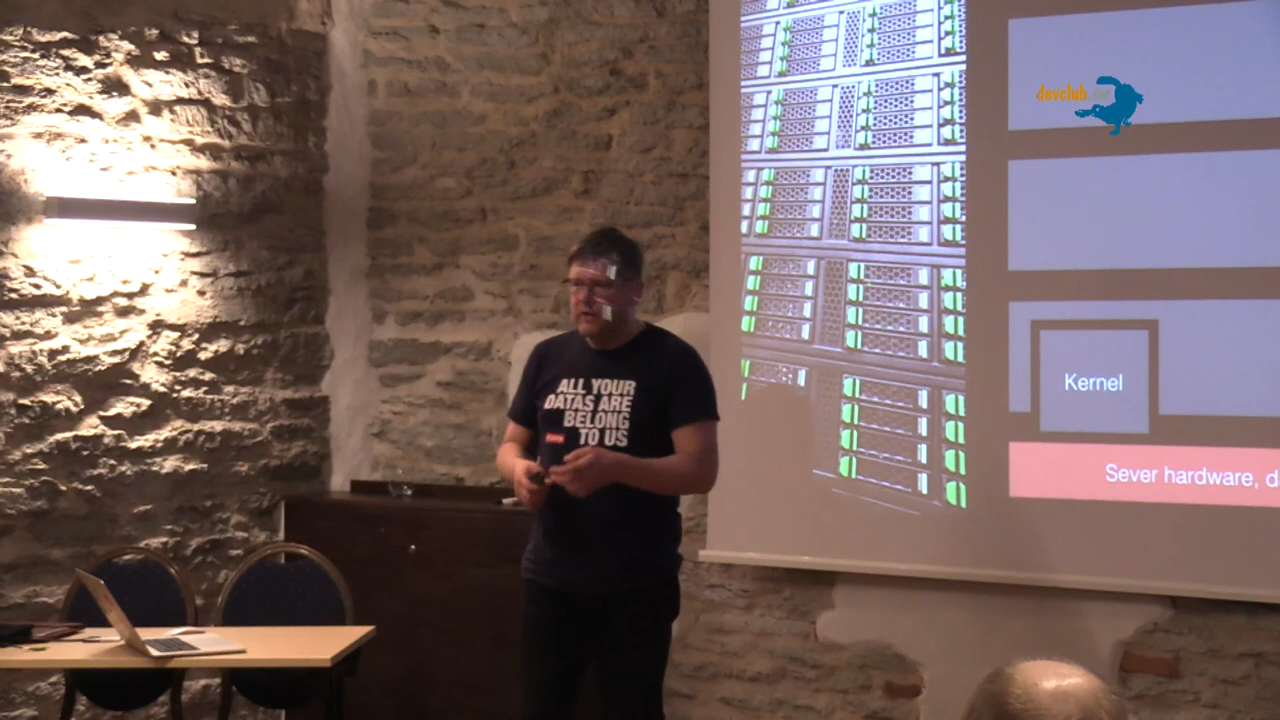 devclub
ALL YOUR
DATAS ARE
BELONG
TO US
Kernel
Sever hardware, d